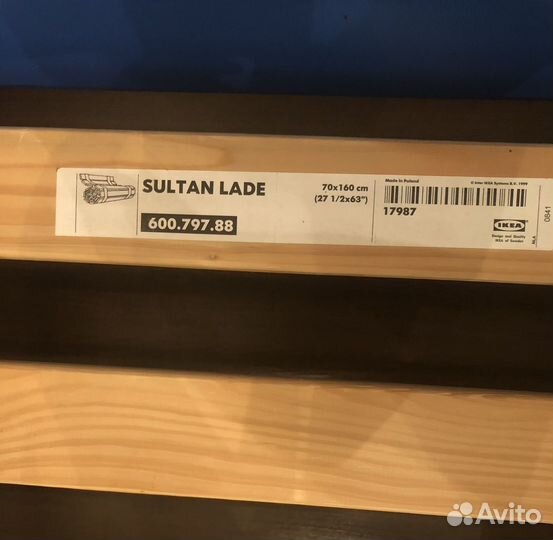 SULTAN LADE
600.797.88
70x160 cm
(27 1/2x63")
Made in Poland
© Inter IKEA Systems B.V. 1999
17987
IKEA
Design and Quality
IKEA of Sweden
0841
Avito